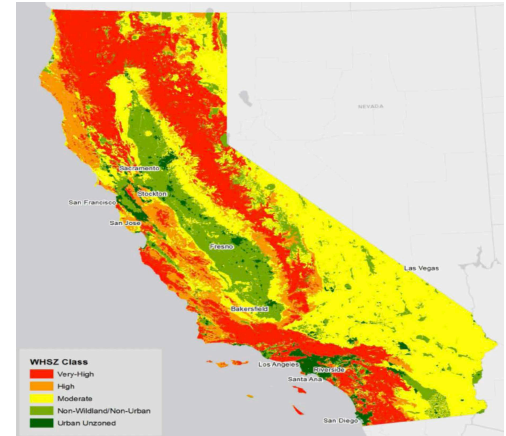 NEVADA
Sacramento
Stockton
San Francisco
San Jose
Fresno
Las Vegas
Bakersfield
Los Angeles
Riverside
Santa Ana
San Diego
WHSZ Class
Very-High
High
Moderate
Non-Wildland/Non-Urban
Urban Unzoned